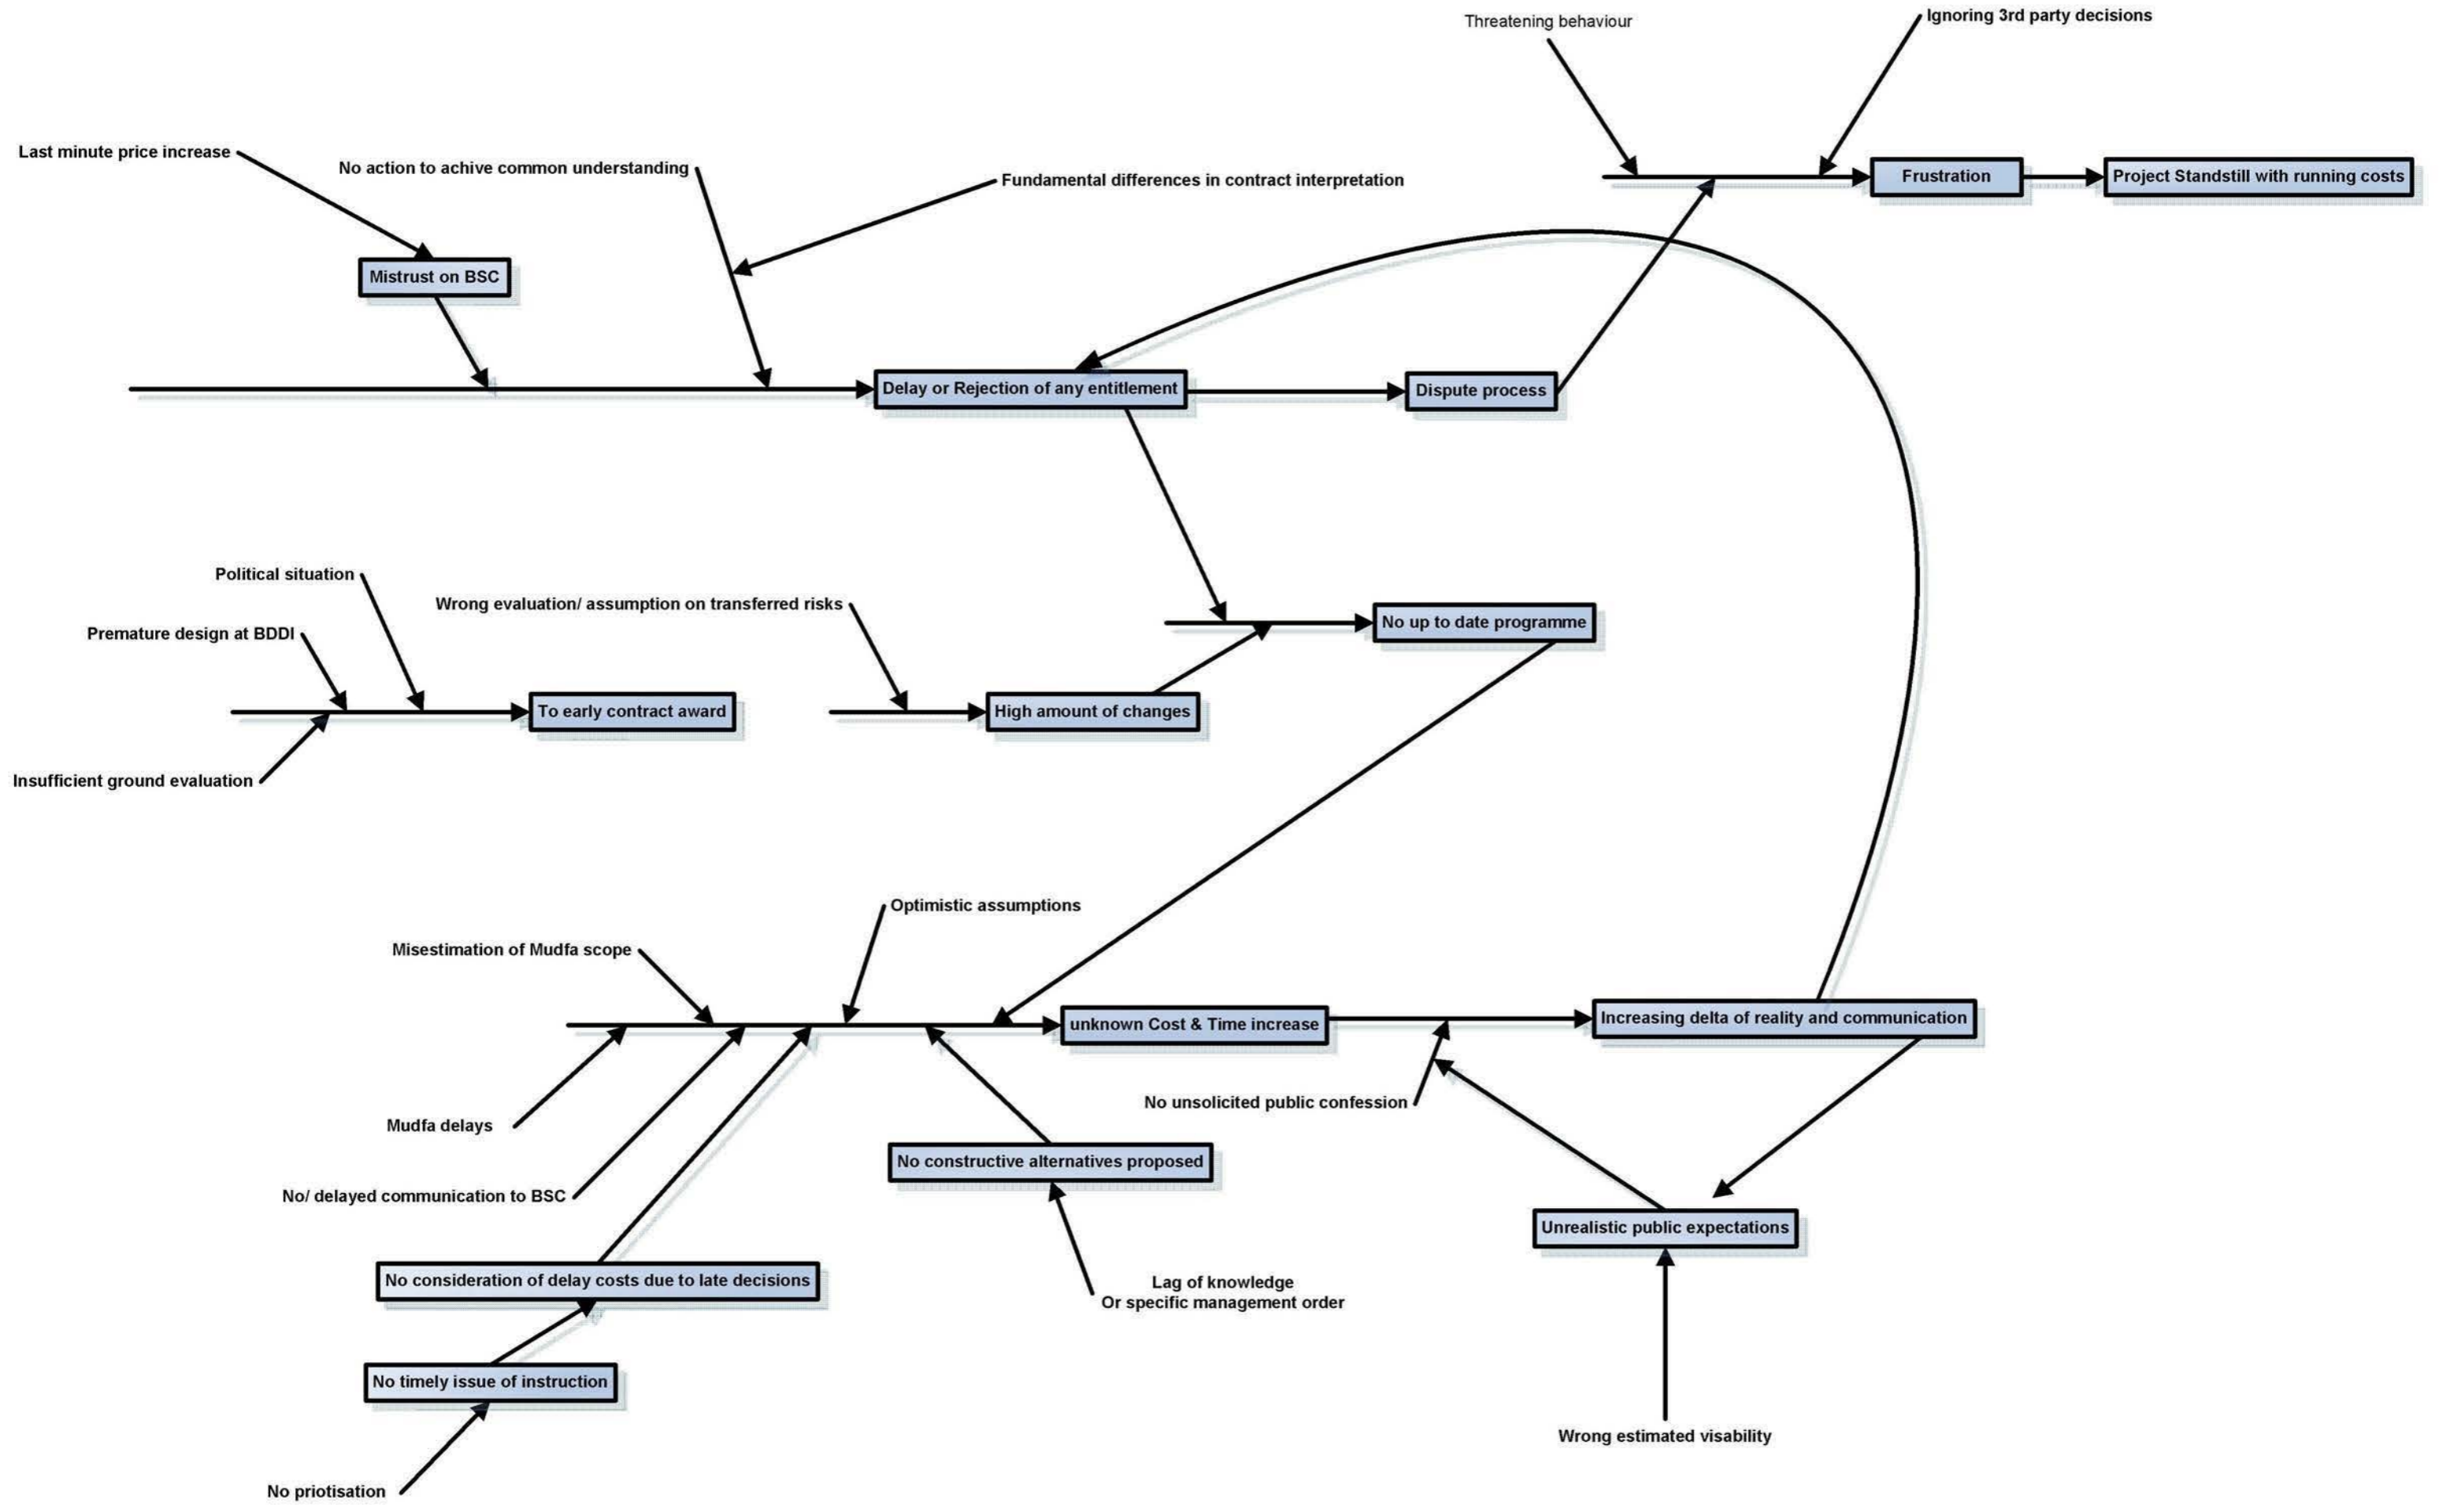 Threatening behaviour
Ignoring 3rd party decisions
Last minute price increase
No action to achive common understanding
Fundamental differences in contract interpretation
Frustration
Project Standstill with running costs
Mistrust on BSC
Delay or Rejection of any entitlement
Dispute process
Political situation
Wrong evaluation/ assumption on transferred risks
No up to date programme
Premature design at BDDI
To early contract award
High amount of changes
Insufficient ground evaluation
Optimistic assumptions
Misestimation of Mudfa scope
unknown Cost & Time increase
Increasing delta of reality and communication
No unsolicited public confession
Mudfa delays
No constructive alternatives proposed
No/ delayed communication to BSC
Unrealistic public expectations
No consideration of delay costs due to late decisions
Lag of knowledge
Or specific management order
No timely issue of instruction
Wrong estimated visability
No priotisation